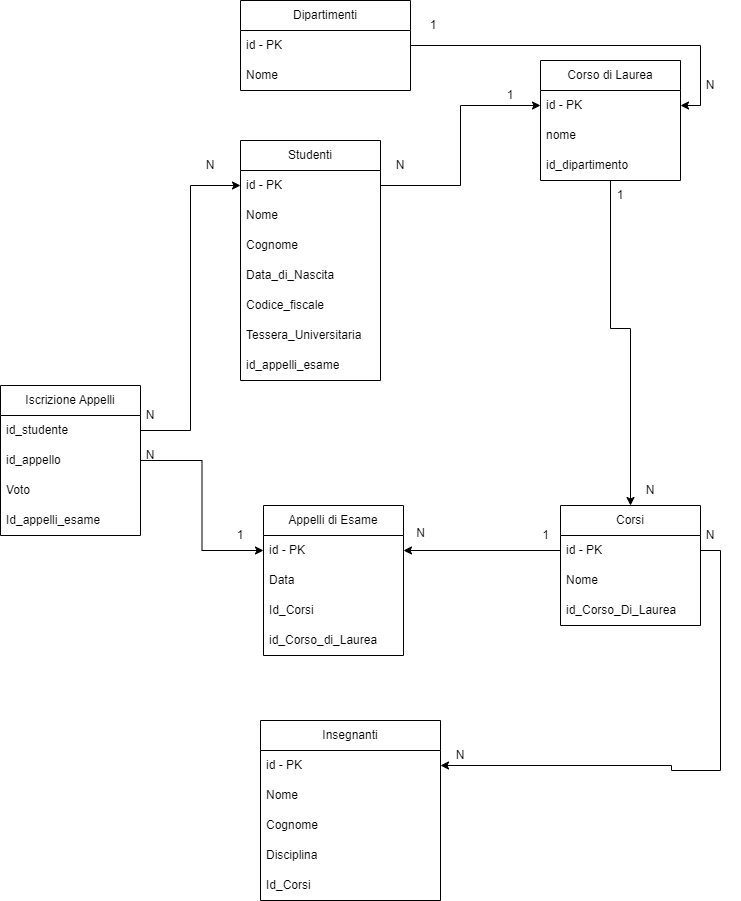 Dipartimenti
id - PK
Nome
1
N
Corso di Laurea
id - PK
nome
id_dipartimento
1
1
N
Studenti
id - PK
Nome
Cognome
Data_di_Nascita
Codice_fiscale
Tessera_Universitaria
id_appelli_esame
N
Iscrizione Appelli
id_studente
id_appello
Voto
Id_appelli_esame
N
N
1
Appelli di Esame
id - PK
Data
Id_Corsi
id_Corso_di_Laurea
N
1
N
Corsi
id - PK
Nome
id_Corso_Di_Laurea
N
Insegnanti
id - PK
Nome
Cognome
Disciplina
Id_Corsi
N